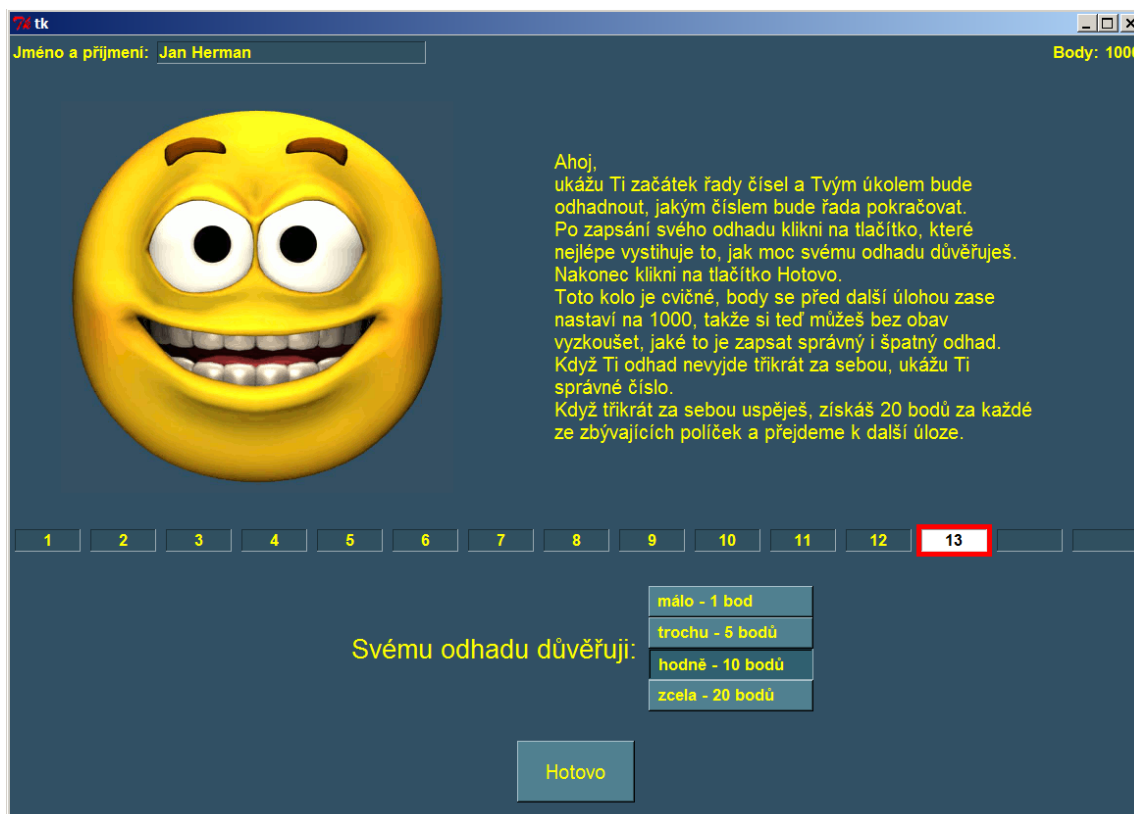 tk
Jméno a příjmeni: Jan Herman Body: 1000
Ahoj,
ukážu Ti začátek řady čísel a Tvým úkolem bude
odhadnout, jakým číslem bude řada pokračovat.
Po zapsání svého odhadu klikni na tlačítko, které
nejlépe vystihuje to, jak moc svému odhadu důvěřuješ.
Nakonec klikni na tlačítko Hotovo.
Toto kolo je cvičné, body se před další úlohou zase
nastaví na 1000, takže si teď můžeš bez obav
vyzkoušet, jaké to je zapsat správný i špatný odhad.
Když Ti odhad nevyjde třikrát za sebou, ukážu Ti
správné číslo.
Když třikrát za sebou uspěješ, získáš 20 bodů za každé
ze zbývajících políček a přejdeme k další úloze.
1 2 3 4 5 6 7 8 9 10 11 12 13
Svému odhadu důvěřuji:
málo - 1 bod
trochu - 5 bodů
hodně - 10 bodů
zcela - 20 bodů
Hotovo